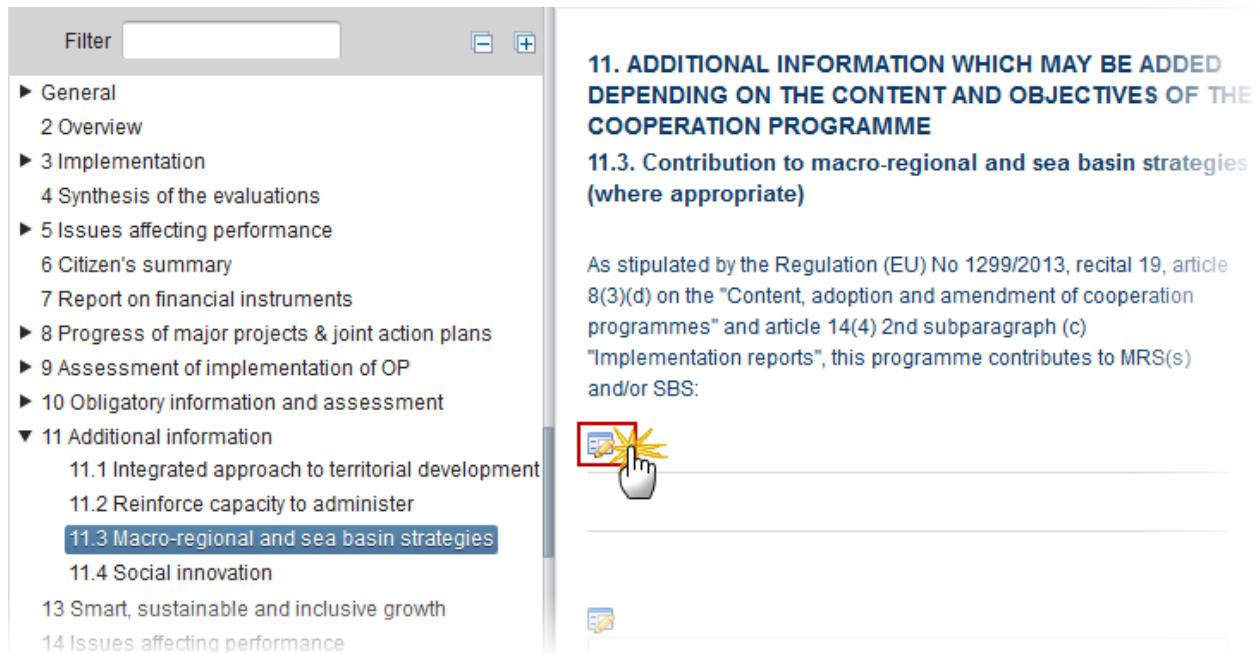 Filter
General
2 Overview
3 Implementation
4 Synthesis of the evaluations
5 Issues affecting performance
6 Citizen's summary
7 Report on financial instruments
8 Progress of major projects & joint action plans
9 Assessment of implementation of OP
10 Obligatory information and assessment
11 Additional information
11.1 Integrated approach to territorial development
11.2 Reinforce capacity to administer
11.3 Macro-regional and sea basin strategies
11.4 Social innovation
13 Smart, sustainable and inclusive growth
14 Issues affecting performance
11. ADDITIONAL INFORMATION WHICH MAY BE ADDED
DEPENDING ON THE CONTENT AND OBJECTIVES OF THE
COOPERATION PROGRAMME
11.3. Contribution to macro-regional and sea basin strategies
(where appropriate)
As stipulated by the Regulation (EU) No 1299/2013, recital 19, article
8(3)(d) on the "Content, adoption and amendment of cooperation
programmes" and article 14(4) 2nd subparagraph (c)
"Implementation reports", this programme contributes to MRS(s)
and/or SBS: